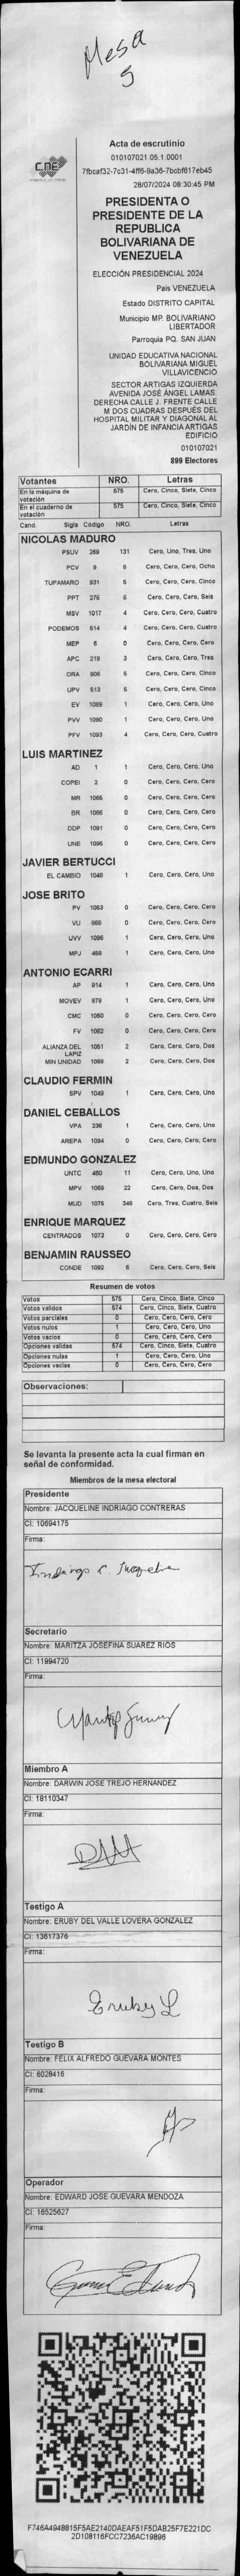 Mesa
5
CNE
Acta de escrutinio
010107021.05.1.0001
7fbcaf32-7c31-4ff6-9a36-7bcbf617eb45
28/07/2024 08:30:45 PM
PRESIDENTA O
PRESIDENTE DE LA
REPUBLICA
BOLIVARIANA DE
VENEZUELA
ELECCIÓN PRESIDENCIAL 2024
Pais VENEZUELA
Estado DISTRITO CAPITAL
Municipio MP. BOLIVARIANO
LIBERTADOR
Parroquia PQ. SAN JUAN
UNIDAD EDUCATIVA NACIONAL
BOLIVARIANA MIGUEL
VILLAVICENCIO
SECTOR ARTIGAS IZQUIERDA
AVENIDA JOSÉ ÁNGEL LAMAS.
DERECHA CALLE J. FRENTE CALLE
M DOS CUADRAS DESPUÉS DEL
HOSPITAL MILITAR Y DIAGONAL AL
JARDÍN DE INFANCIA ARTIGAS
EDIFICIO
010107021
899 Electores
Votantes NRO. Letras
En la máquina de votación 575 Cero, Cinco, Siete, Cinco
En el cuaderno de votación 575 Cero, Cinco, Siete, Cinco
Cand. Sigla Código NRO. Letras
NICOLAS MADURO
PSUV 269 131 Cero, Uno, Tres, Uno
PCV 9 8 Cero, Cero, Cero, Ocho
TUPAMARO 931 5 Cero, Cero, Cero, Cinco
PPT 276 6 Cero, Cero, Cero, Seis
MSV 1017 4 Cero, Cero, Cero, Cuatro
PODEMOS 514 4 Cero, Cero, Cero, Cuatro
MEP 6 0 Cero, Cero, Cero, Cero
APC 219 3 Cero, Cero, Cero, Tres
ORA 906 5 Cero, Cero, Cero, Cinco
UPV 513 5 Cero, Cero, Cero, Cinco
EV 1089 1 Cero, Cero, Cero, Uno
PVV 1090 1 Cero, Cero, Cero, Uno
PFV 1093 4 Cero, Cero, Cero, Cuatro
LUIS MARTINEZ
AD 1 1 Cero, Cero, Cero, Uno
COPEI 2 0 Cero, Cero, Cero, Cero
MR 1065 0 Cero, Cero, Cero, Cero
BR 1066 0 Cero, Cero, Cero, Cero
DDP 1091 0 Cero, Cero, Cero, Cero
UNE 1095 0 Cero, Cero, Cero, Cero
JAVIER BERTUCCI
EL CAMBIO 1048 1 Cero, Cero, Cero, Uno
JOSE BRITO
PV 1053 0 Cero, Cero, Cero, Cero
VU 968 0 Cero, Cero, Cero, Cero
UVV 1096 1 Cero, Cero, Cero, Uno
MPJ 458 1 Cero, Cero, Cero, Uno
ANTONIO ECARRI
AP 914 1 Cero, Cero, Cero, Uno
MOVEV 979 1 Cero, Cero, Cero, Uno
CMC 1050 0 Cero, Cero, Cero, Cero
FV 1062 0 Cero, Cero, Cero, Cero
ALIANZA DEL LAPIZ 1051 2 Cero, Cero, Cero, Dos
MIN UNIDAD 1068 2 Cero, Cero, Cero, Dos
CLAUDIO FERMIN
SPV 1049 1 Cero, Cero, Cero, Uno
DANIEL CEBALLOS
VPA 236 1 Cero, Cero, Cero, Uno
AREPA 1094 0 Cero, Cero, Cero, Cero
EDMUNDO GONZALEZ
UNTC 460 11 Cero, Cero, Uno, Uno
MPV 1069 22 Cero, Cero, Dos, Dos
MUD 1075 346 Cero, Tres, Cuatro, Seis
ENRIQUE MARQUEZ
CENTRADOS 1073 0 Cero, Cero, Cero, Cero
BENJAMIN RAUSSEO
CONDE 1092 6 Cero, Cero, Cero, Seis
Resumen de votos
Votos 575 Cero, Cinco, Siete, Cinco
Votos validos 574 Cero, Cinco, Siete, Cuatro
Votos parciales 0 Cero, Cero, Cero, Cero
Votos nulos 1 Cero, Cero, Cero, Uno
Votos vacios 0 Cero, Cero, Cero, Cero
Opciones validas 574 Cero, Cinco, Siete, Cuatro
Opciones nulas 1 Cero, Cero, Cero, Uno
Opciones vacias 0 Cero, Cero, Cero, Cero
Observaciones:
Se levanta la presente acta la cual firman en
señal de conformidad.
Miembros de la mesa electoral
Presidente
Nombre: JACQUELINE INDRIAGO CONTRERAS
CI: 10694175
Firma:
Secretario
Nombre: MARITZA JOSEFINA SUAREZ RIOS
CI: 11994720
Firma:
Miembro A
Nombre: DARWIN JOSE TREJO HERNANDEZ
CI: 18110347
Firma:
Testigo A
Nombre: ERUBY DEL VALLE LOVERA GONZALEZ
CI: 13617376
Firma:
Eruby L
Testigo B
Nombre: FELIX ALFREDO GUEVARA MONTES
CI: 6028416
Firma:
Operador
Nombre: EDWARD JOSE GUEVARA MENDOZA
CI: 16525627
Firma:
F746A4948815F5AE2140DAEAF51F5DAB25F7E221DC
2D108116FCC7236AC19896